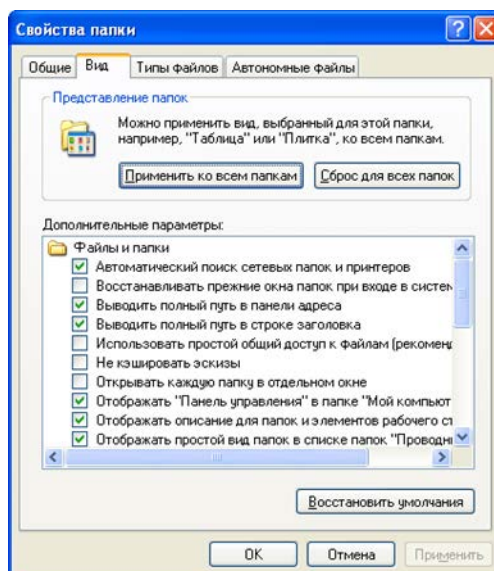 Свойства папки
Общие Вид Типы файлов Автономные файлы
Представление папок
Можно применить вид, выбранный для этой папки,
например, "Таблица" или "Плитка", ко всем папкам.
Применить ко всем папкам Сброс для всех папок
Дополнительные параметры:
Файлы и папки
Автоматический поиск сетевых папок и принтеров
Восстанавливать прежние окна папок при входе в систем
Выводить полный путь в панели адреса
Выводить полный путь в строке заголовка
Использовать простой общий доступ к файлам (рекоменд
Не кэшировать эскизы
Открывать каждую папку в отдельном окне
Отображать "Панель управления" в папке "Мой компьют
Отображать описание для папок и элементов рабочего ст
Отображать простой вид папок в списке папок "Проводни
Восстановить умолчания
ОК Отмена Применить